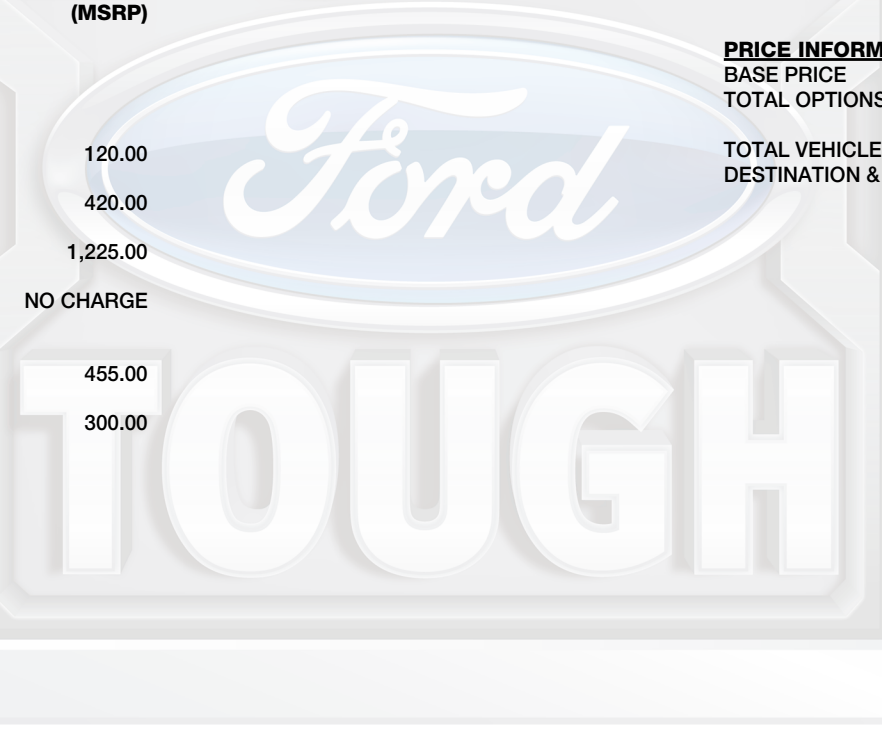 (MSRP)
120.00
420.00
1,225.00
NO CHARGE
455.00
300.00
PRICE INFORM
BASE PRICE
TOTAL OPTIONS
TOTAL VEHICLE
DESTINATION &
Ford
TOUGH